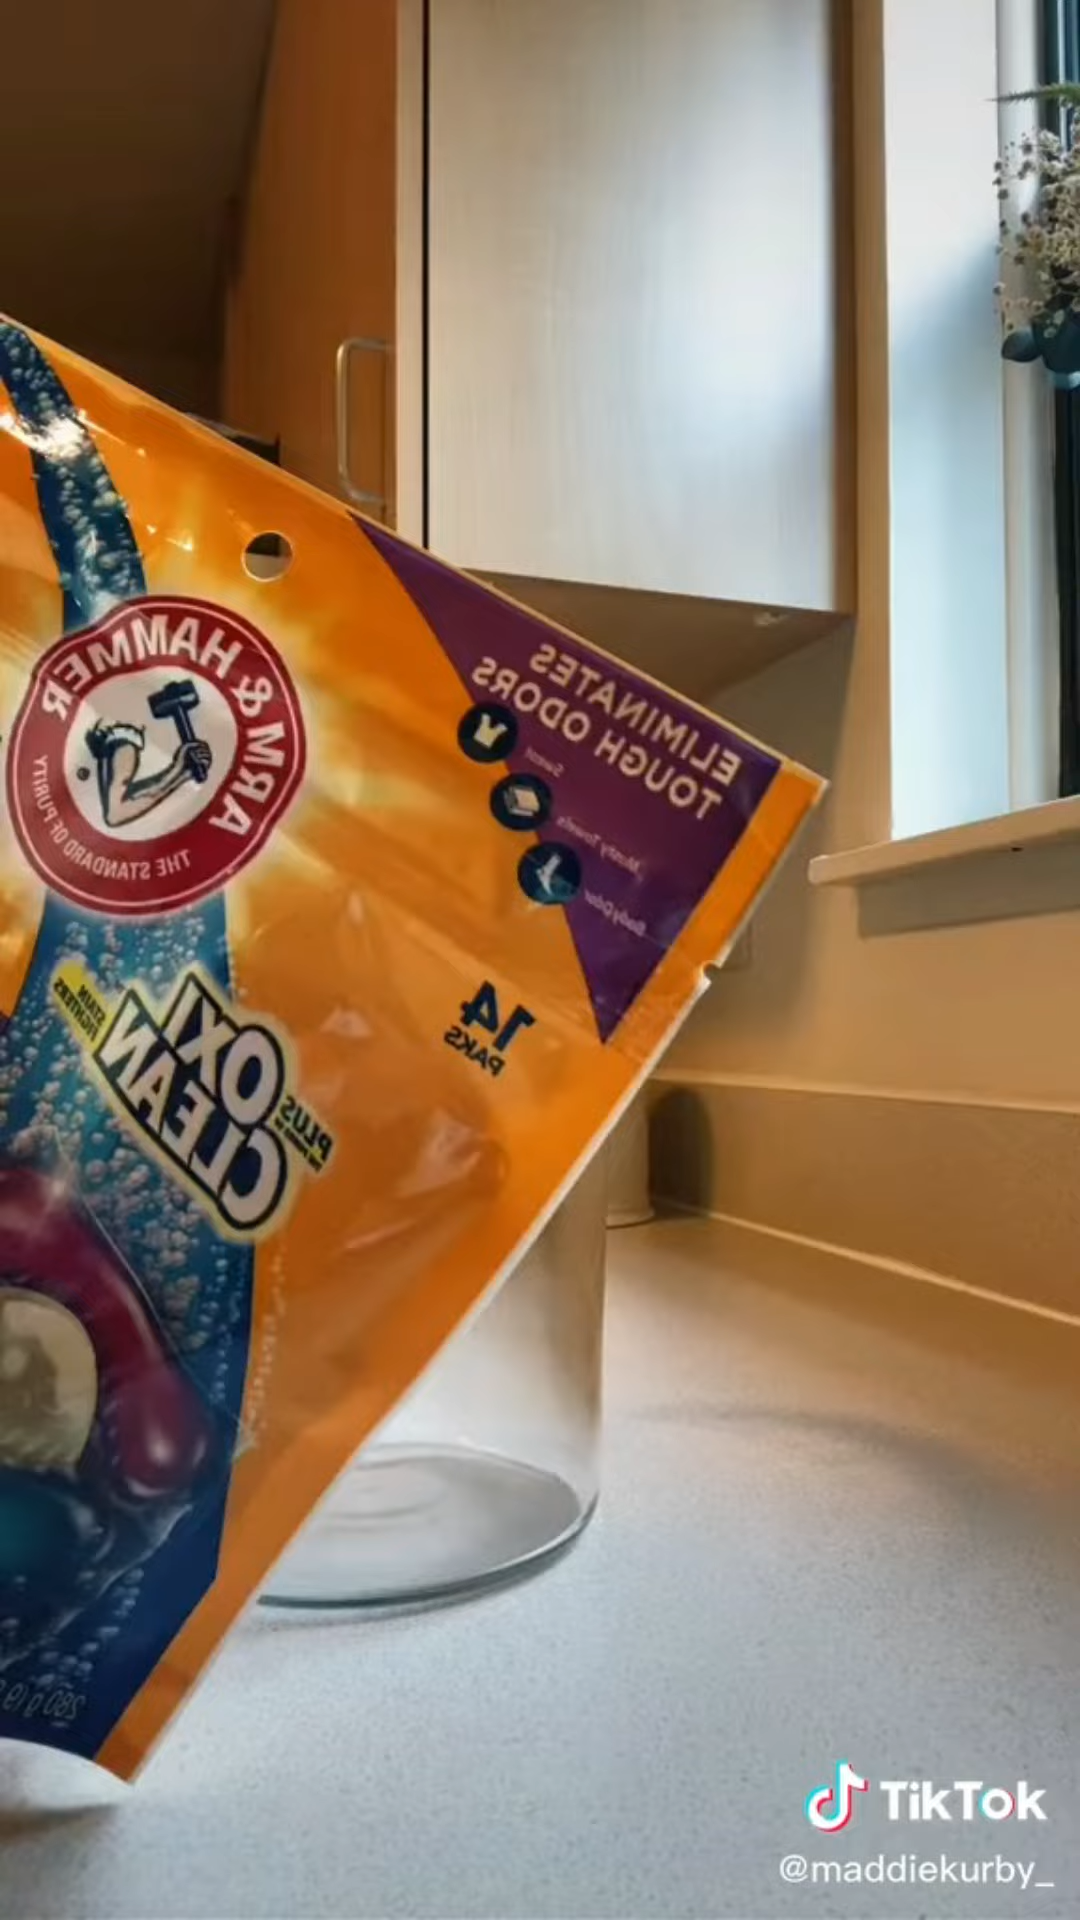 ARM & HAMMER
THE STANDARD OF PURITY
ELIMINATES
TOUGH ODORS
Sweat
Musty Towels
Body Odor
14
PAKS
PLUS
OXI
CLEAN
STAIN
FIGHTERS
TikTok
@maddiekurby_